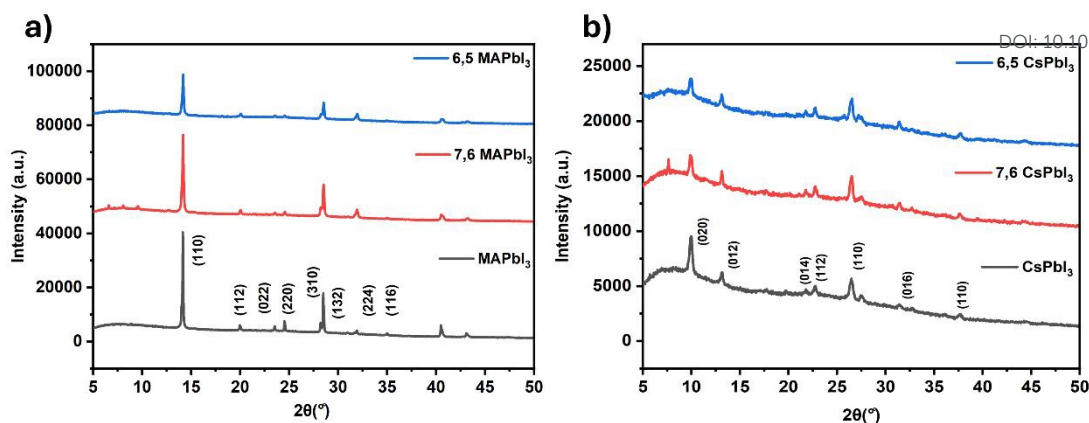 a)
100000
80000
60000
40000
20000
0
Intensity (a.u.)
6,5 MAPbI₃
7,6 MAPbI₃
MAPbI₃
(110)
(112)
(022)
(220)
(310)
(132)
(224)
(116)
5 10 15 20 25 30 35 40 45 50
2θ(°)
b)
DOI: 10.10
25000
20000
15000
10000
5000
0
Intensity (a.u.)
6,5 CsPbI₃
7,6 CsPbI₃
CsPbI₃
(020)
(012)
(014)
(112)
(110)
(016)
(110)
5 10 15 20 25 30 35 40 45 50
2θ(°)